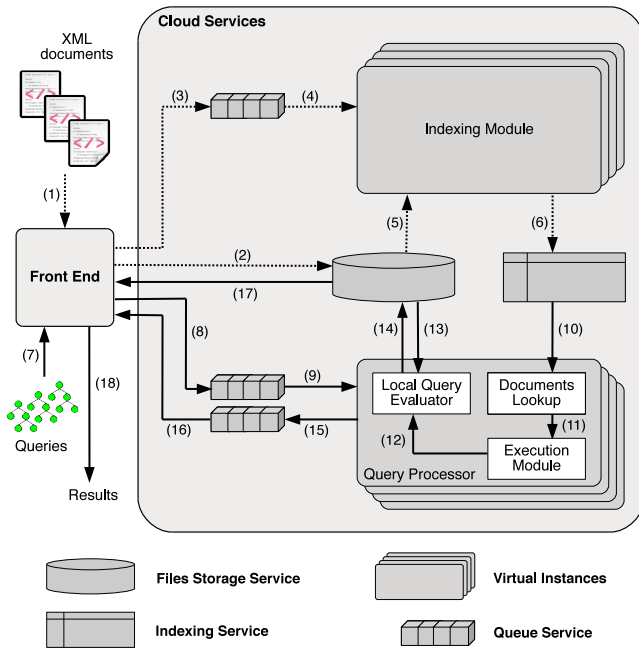 Cloud Services
XML
documents
</>
</>
</>
(1)
(2)
(3)
(4)
Indexing Module
(5)
(6)
Front End
(17)
(8)
(14)
(13)
(10)
(7)
(18)
(9)
Local Query
Evaluator
Documents
Lookup
(11)
(12)
Execution
Module
(16)
(15)
Query Processor
Queries
Results
Files Storage Service
Virtual Instances
Indexing Service
Queue Service